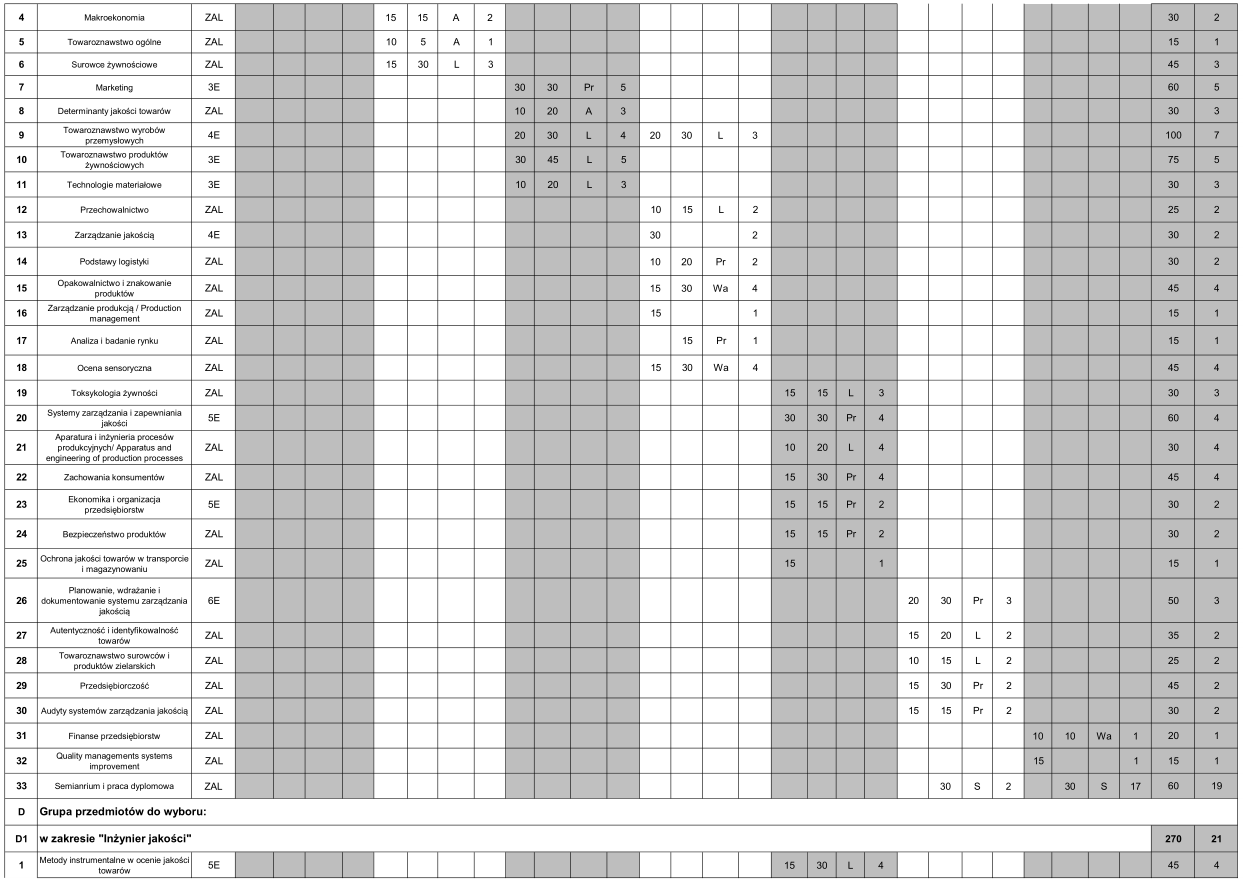 4 Makroekonomia ZAL 15 15 A 2 30 2
5 Towaroznawstwo ogólne ZAL 10 5 A 1 15 1
6 Surowce żywnościowe ZAL 15 30 L 3 45 3
7 Marketing 3E 30 30 Pr 5 60 5
8 Determinanty jakości towarów ZAL 10 20 A 3 30 3
9 Towaroznawstwo wyrobów
przemysłowych 4E 20 30 L 4 20 30 L 3 100 7
10 Towaroznawstwo produktów
żywnościowych 3E 30 45 L 5 75 5
11 Technologie materiałowe 3E 10 20 L 3 30 3
12 Przechowalnictwo ZAL 10 15 L 2 25 2
13 Zarządzanie jakością 4E 30 2 30 2
14 Podstawy logistyki ZAL 10 20 Pr 2 30 2
15 Opakowalnictwo i znakowanie
produktów ZAL 15 30 Wa 4 45 4
16 Zarządzanie produkcją / Production
management ZAL 15 1 15 1
17 Analiza i badanie rynku ZAL 15 Pr 1 15 1
18 Ocena sensoryczna ZAL 15 30 Wa 4 45 4
19 Toksykologia żywności ZAL 15 15 L 3 30 3
20 Systemy zarządzania i zapewniania
jakości 5E 30 30 Pr 4 60 4
21 Aparatura i inżynieria procesów
produkcyjnych/ Apparatus and
engineering of production processes ZAL 10 20 L 4 30 4
22 Zachowania konsumentów ZAL 15 30 Pr 4 45 4
23 Ekonomika i organizacja
przedsiębiorstw 5E 15 15 Pr 2 30 2
24 Bezpieczeństwo produktów ZAL 15 15 Pr 2 30 2
25 Ochrona jakości towarów w transporcie
i magazynowaniu ZAL 15 1 15 1
26 Planowanie, wdrażanie i
dokumentowanie systemu zarządzania
jakością 6E 20 30 Pr 3 50 3
27 Autentyczność i identyfikowalność
towarów ZAL 15 20 L 2 35 2
28 Towaroznawstwo surowców i
produktów zielarskich ZAL 10 15 L 2 25 2
29 Przedsiębiorczość ZAL 15 30 Pr 2 45 2
30 Audyty systemów zarządzania jakością ZAL 15 15 Pr 2 30 2
31 Finanse przedsiębiorstw ZAL 10 10 Wa 1 20 1
32 Quality managements systems
improvement ZAL 15 1 15 1
33 Semianrium i praca dyplomowa ZAL 30 S 2 30 S 17 60 19
D Grupa przedmiotów do wyboru:
D1 w zakresie "Inżynier jakości" 270 21
1 Metody instrumentalne w ocenie jakości
towarów 5E 15 30 L 4 45 4